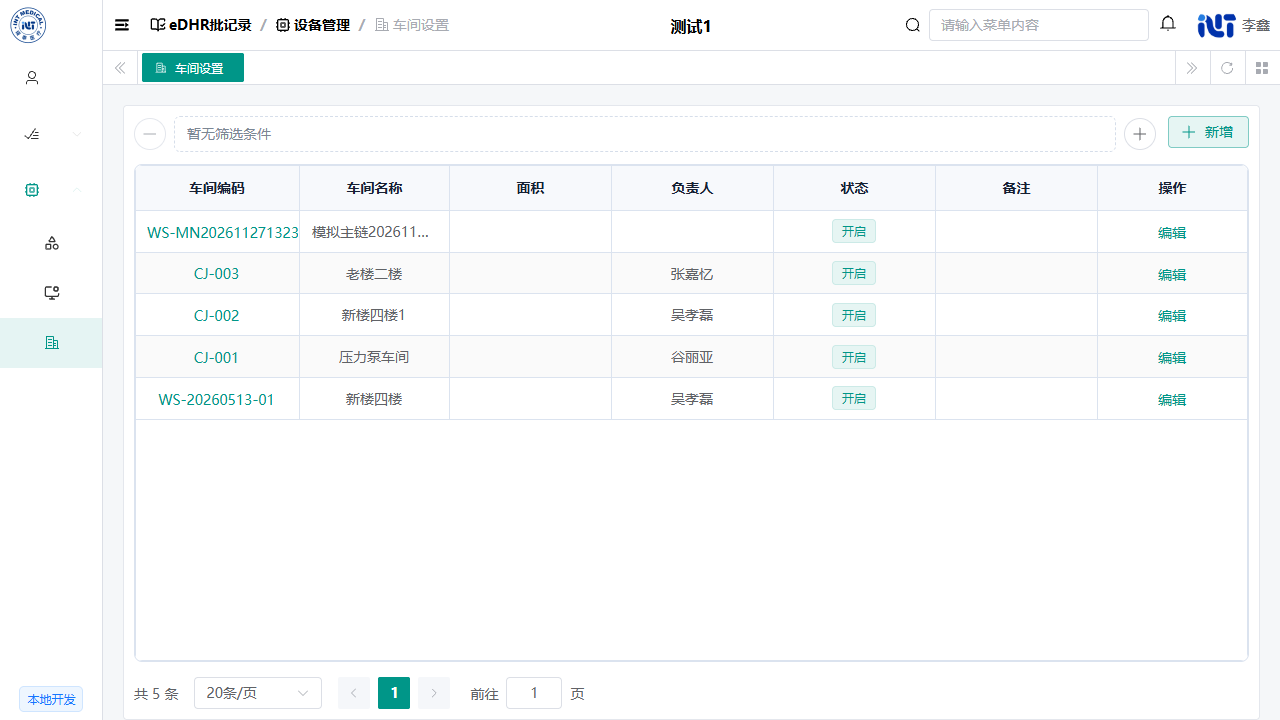 INT MEDICAL
eDHR批记录 / 设备管理 / 车间设置
测试1
请输入菜单内容
李鑫
车间设置
暂无筛选条件
新增
车间编码 车间名称 面积 负责人 状态 备注 操作
WS-MN202611271323 模拟主链202611... 开启 编辑
CJ-003 老楼二楼 张嘉忆 开启 编辑
CJ-002 新楼四楼1 吴孝磊 开启 编辑
CJ-001 压力泵车间 谷丽亚 开启 编辑
WS-20260513-01 新楼四楼 吴孝磊 开启 编辑
共 5 条 20条/页 1 前往 1 页
本地开发